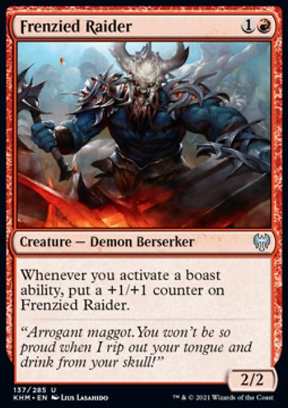 Frenzied Raider 1
Creature — Demon Berserker
Whenever you activate a boast
ability, put a +1/+1 counter on
Frenzied Raider.
“Arrogant maggot. You won’t be so
proud when I rip out your tongue and
drink from your skull!”
2/2
137/285 U
KHM • EN Lius Lasahido
™ & © 2021 Wizards of the Coast